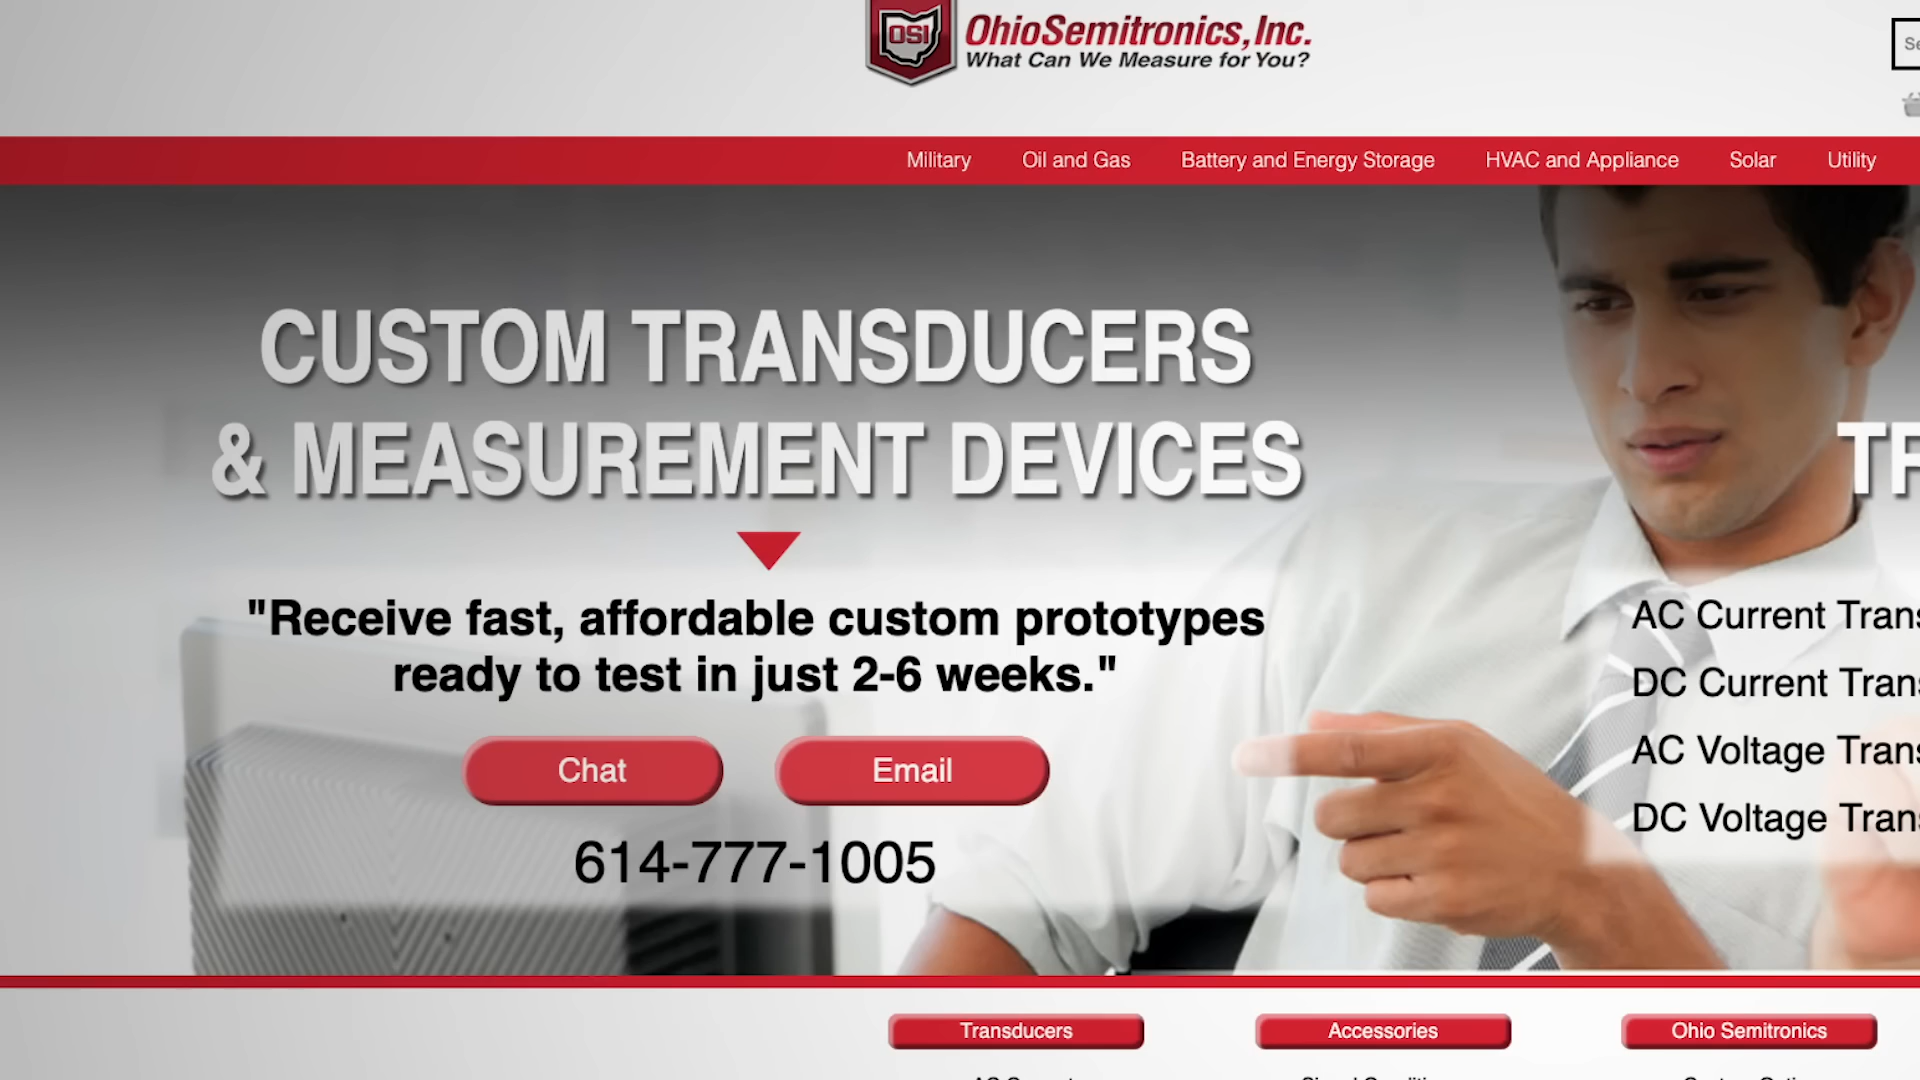 OSI
OhioSemitronics, Inc.
What Can We Measure for You?
Military
Oil and Gas
Battery and Energy Storage
HVAC and Appliance
Solar
Utility
CUSTOM TRANSDUCERS
& MEASUREMENT DEVICES
"Receive fast, affordable custom prototypes
ready to test in just 2-6 weeks."
Chat
Email
614-777-1005
AC Current
DC Current
AC Voltage
DC Voltage
Transducers
Accessories
Ohio Semitronics